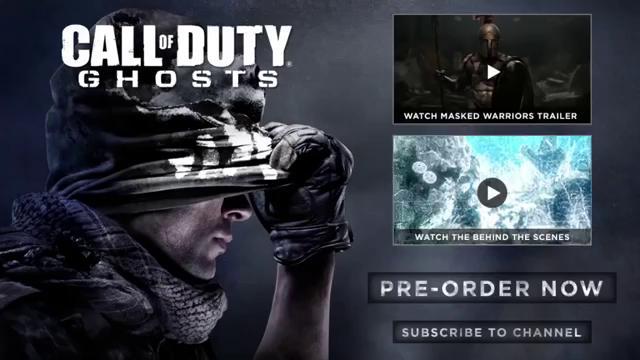 CALL OF DUTY
GHOSTS
WATCH MASKED WARRIORS TRAILER
WATCH THE BEHIND THE SCENES
PRE-ORDER NOW
SUBSCRIBE TO CHANNEL